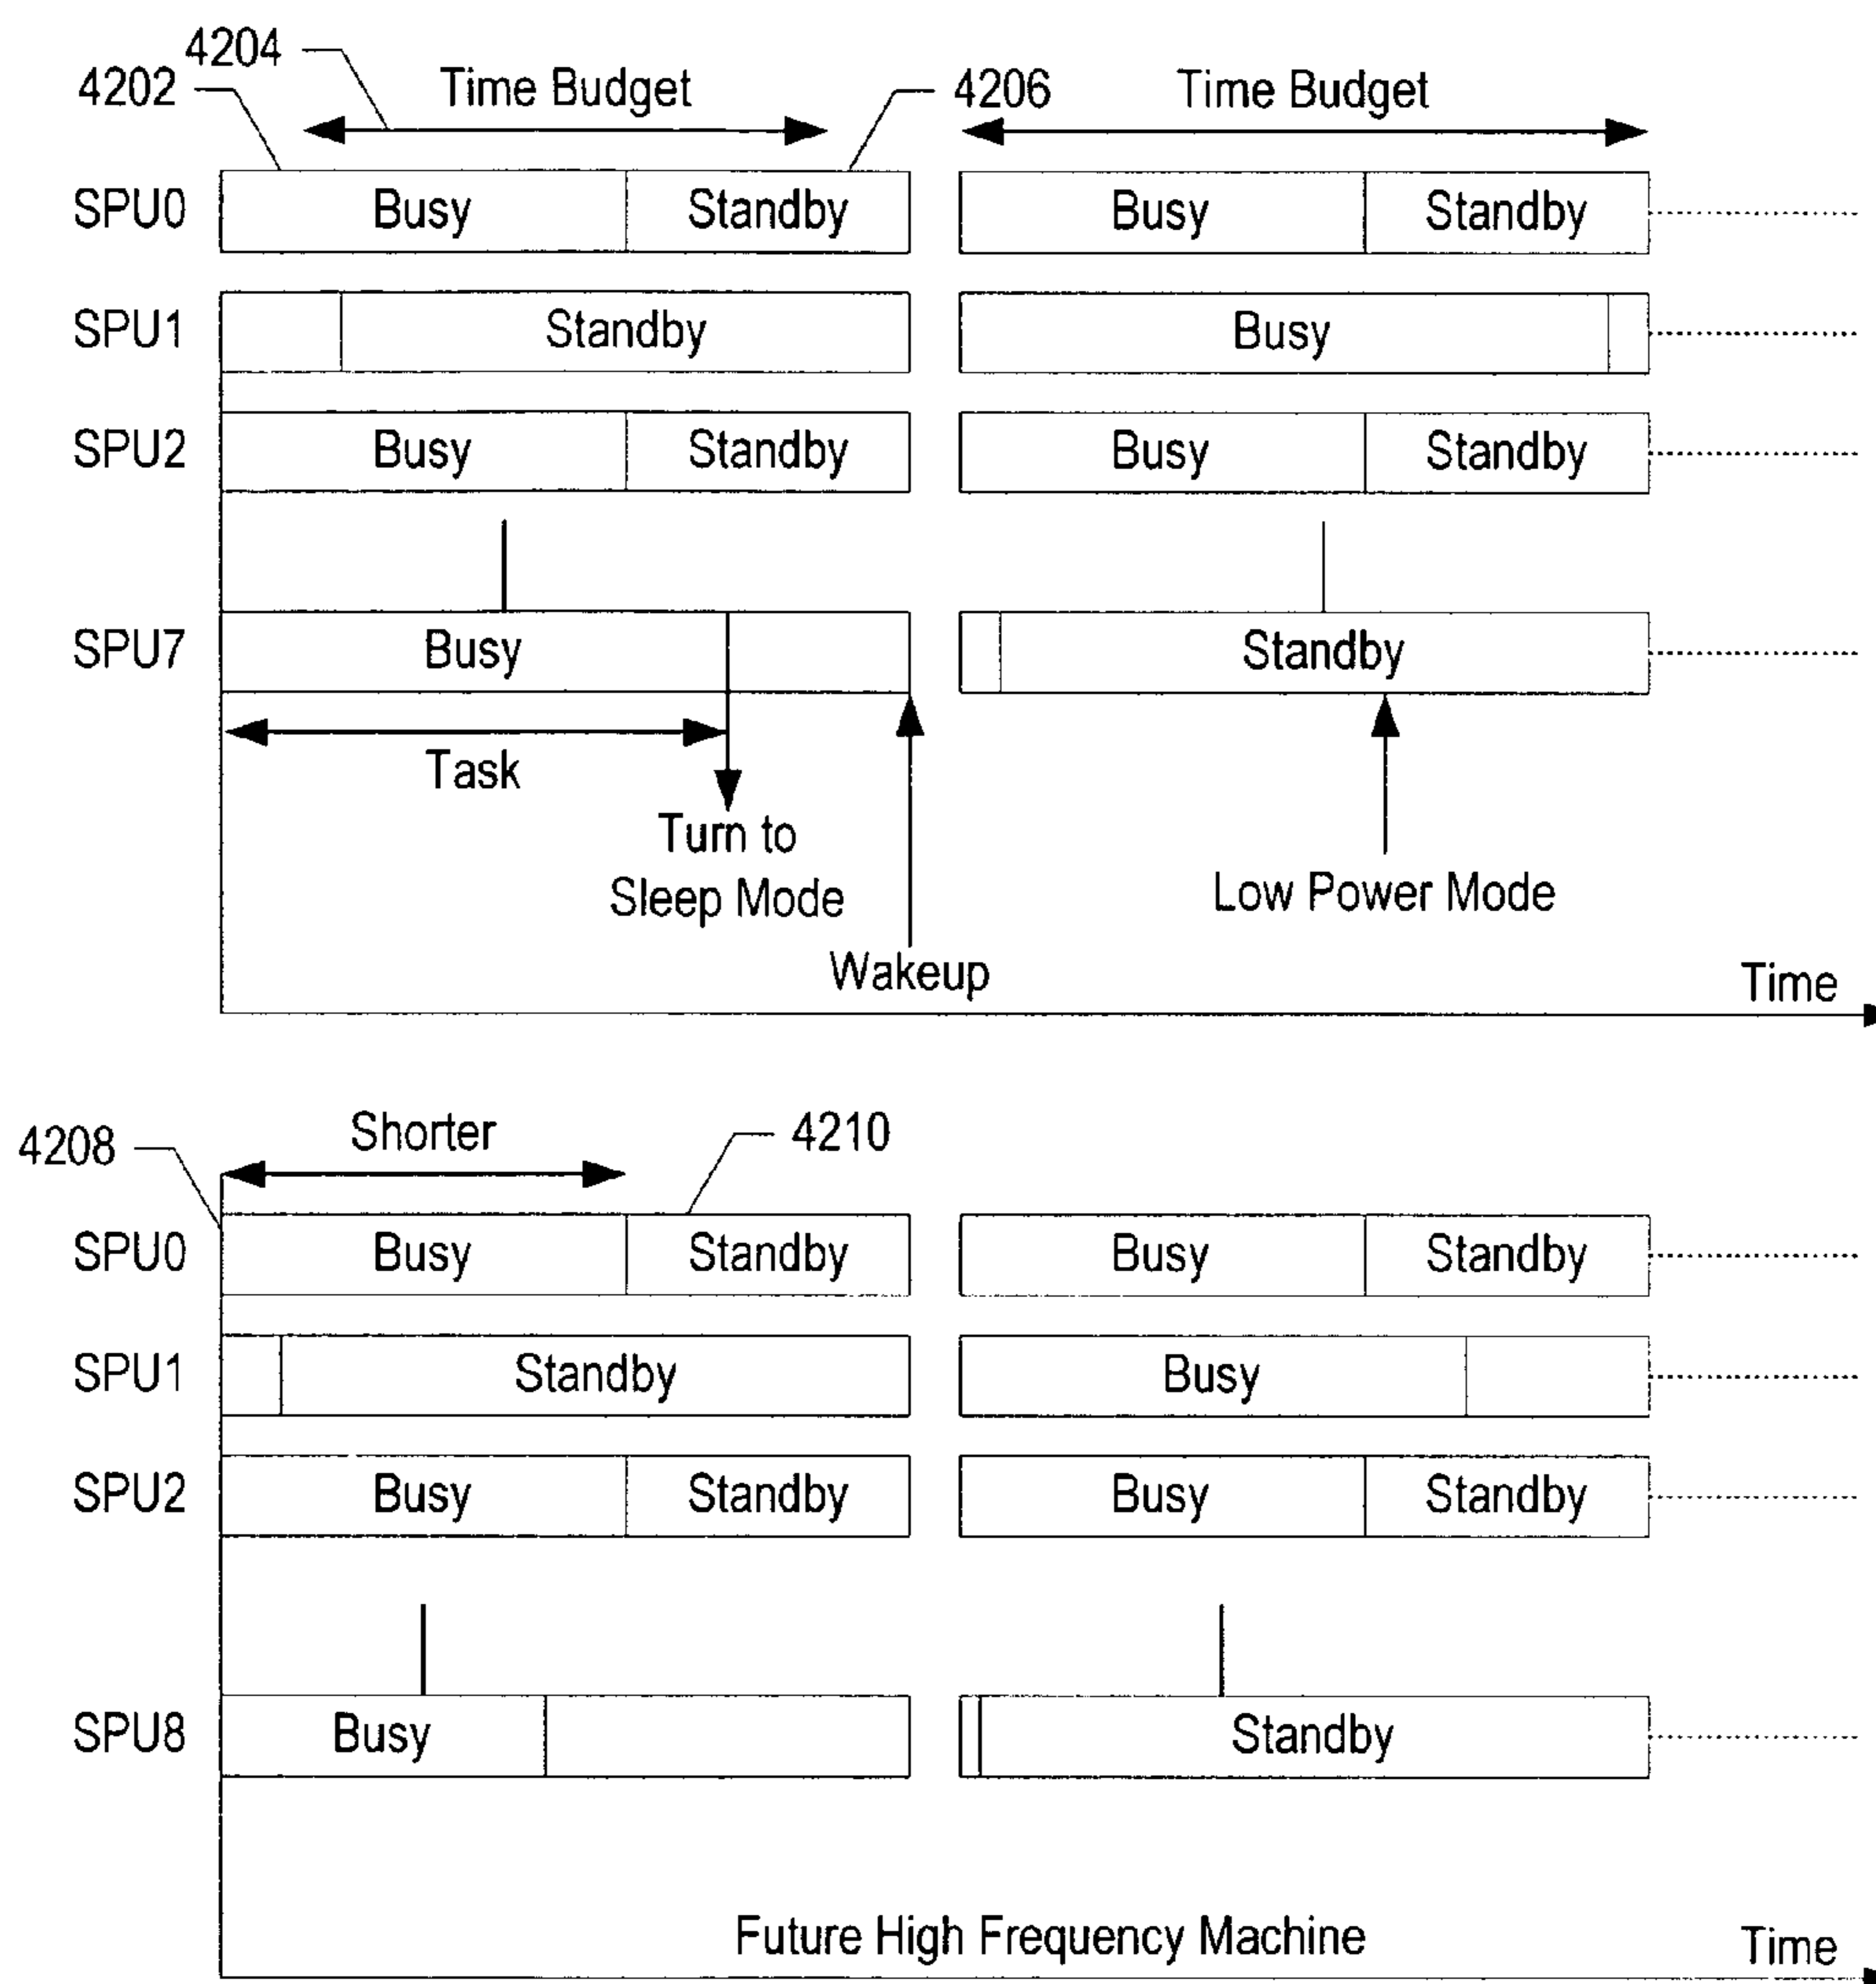 4204
4202
Time Budget
4206
Time Budget
SPU0
Busy
Standby
Busy
Standby
SPU1
Standby
Busy
SPU2
Busy
Standby
Busy
Standby
SPU7
Busy
Standby
Task
Turn to
Sleep Mode
Low Power Mode
Wakeup
Time
4208
Shorter
4210
SPU0
Busy
Standby
Busy
Standby
SPU1
Standby
Busy
SPU2
Busy
Standby
Busy
Standby
SPU8
Busy
Standby
Future High Frequency Machine
Time